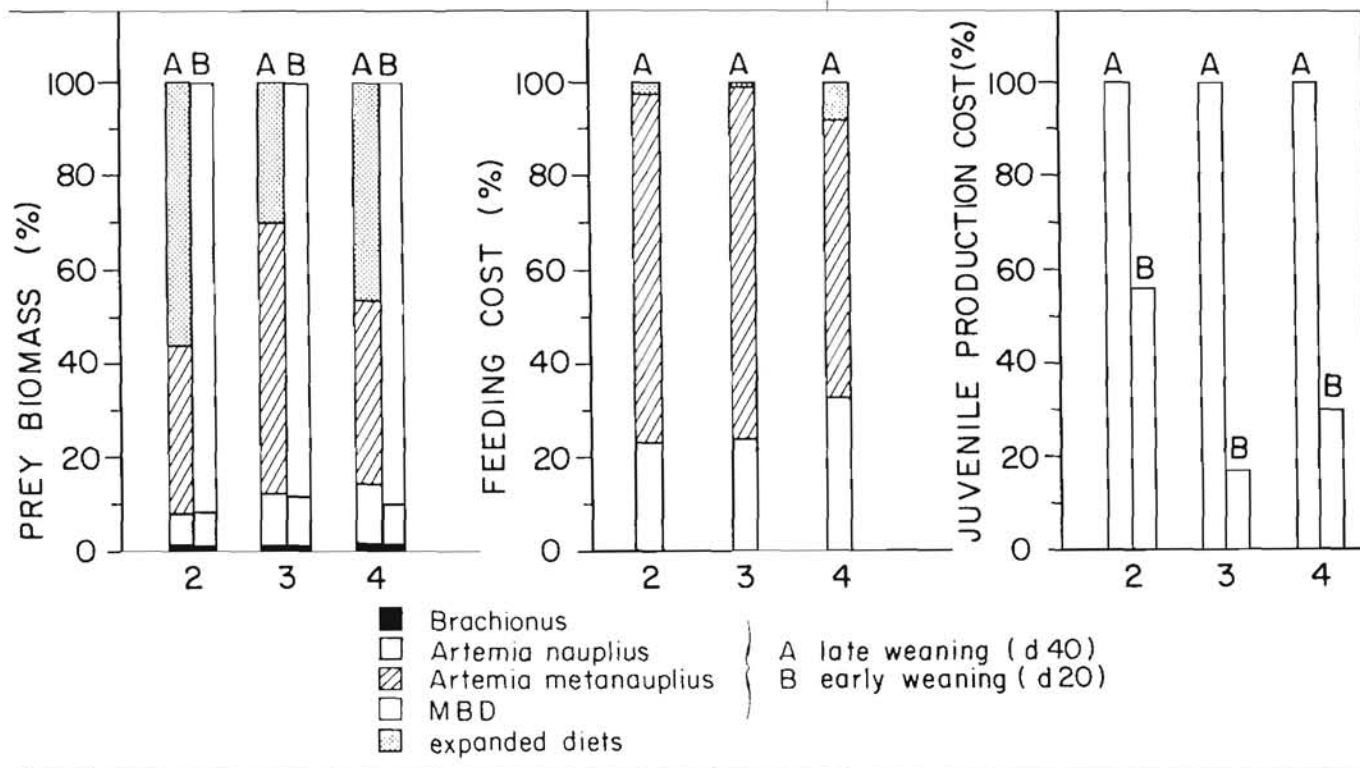 PREY BIOMASS (%)
100
80
60
40
20
0
A B A B A B
2 3 4
FEEDING COST (%)
100
80
60
40
20
0
A A A
2 3 4
JUVENILE PRODUCTION COST (%)
100
80
60
40
20
0
A A A
B B B
2 3 4
Brachionus
Artemia nauplius
Artemia metanauplius
MBD
expanded diets
A late weaning (d40)
B early weaning (d20)